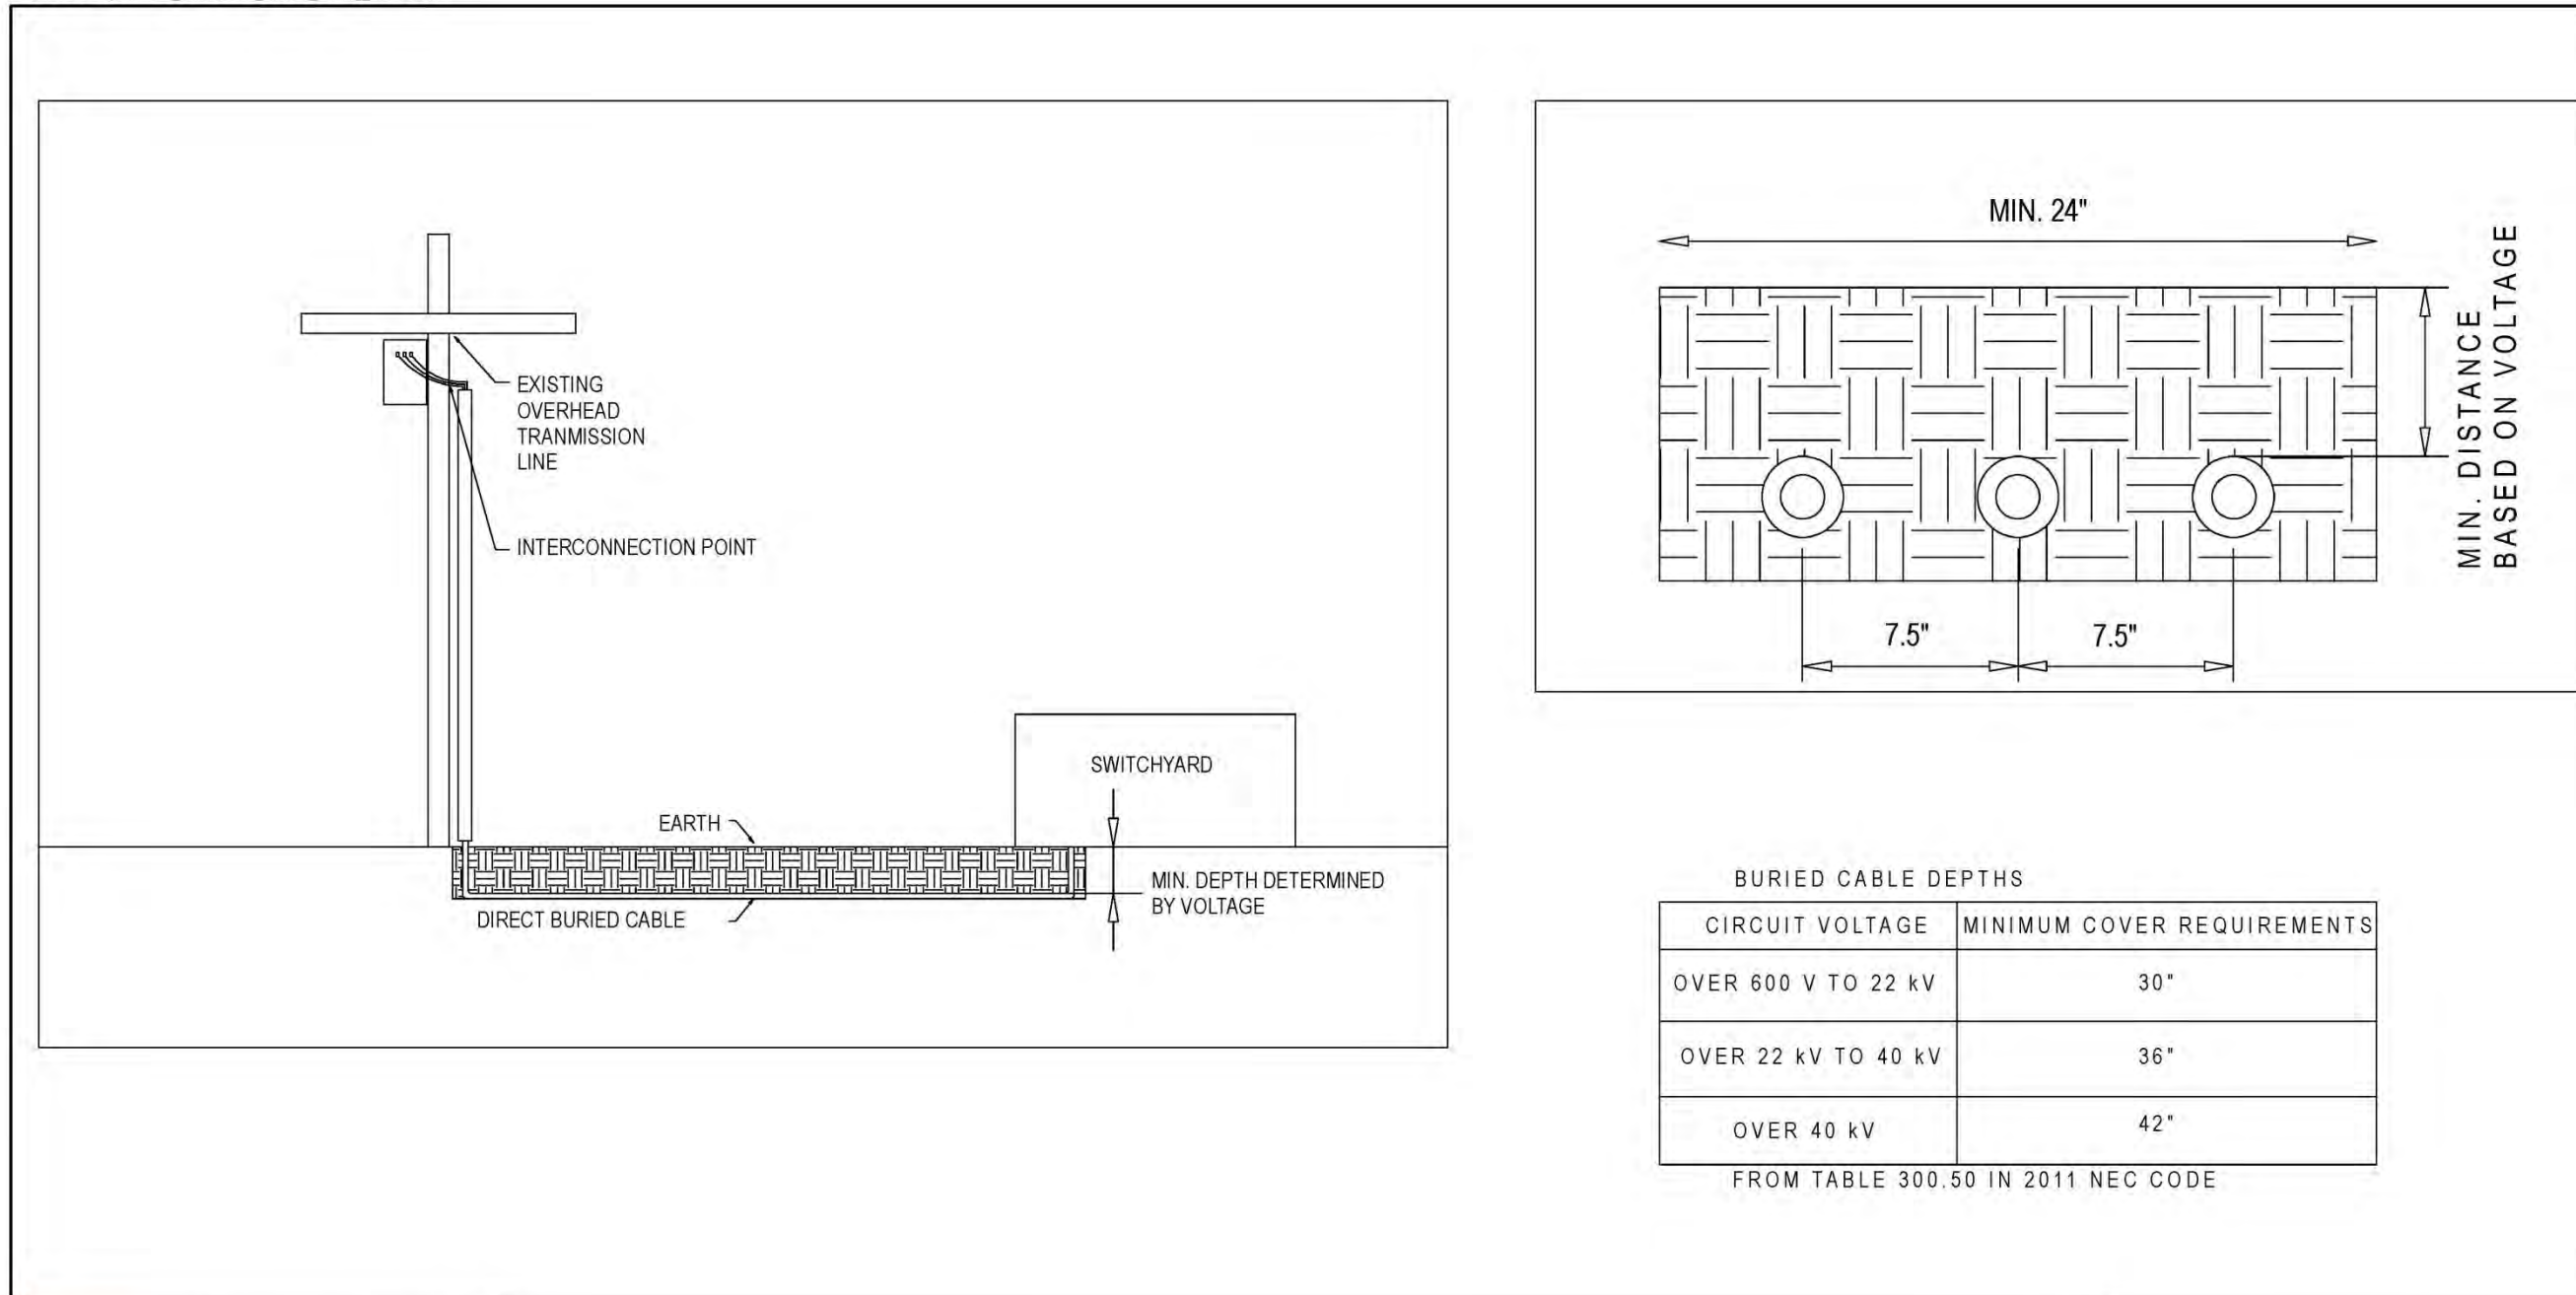 EXISTING
OVERHEAD
TRANMISSION
LINE
INTERCONNECTION POINT
SWITCHYARD
EARTH
MIN. DEPTH DETERMINED
BY VOLTAGE
DIRECT BURIED CABLE
MIN. 24"
MIN. DISTANCE
BASED ON VOLTAGE
7.5"
7.5"
BURIED CABLE DEPTHS
CIRCUIT VOLTAGE MINIMUM COVER REQUIREMENTS
OVER 600 V TO 22 kV 30"
OVER 22 kV TO 40 kV 36"
OVER 40 kV 42"
FROM TABLE 300.50 IN 2011 NEC CODE